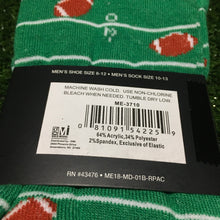 MEN'S SHOE SIZE 6-12 • MEN'S SOCK SIZE 10-13
MACHINE WASH COLD. USE NON-CHLORINE
BLEACH WHEN NEEDED. TUMBLE DRY LOW
ME-3710
0 81091 54225 9
64% Acrylic, 34% Polyester
2% Spandax, Exclusive of Elastic
RN #43476 • ME18-MD-01B-RPAC